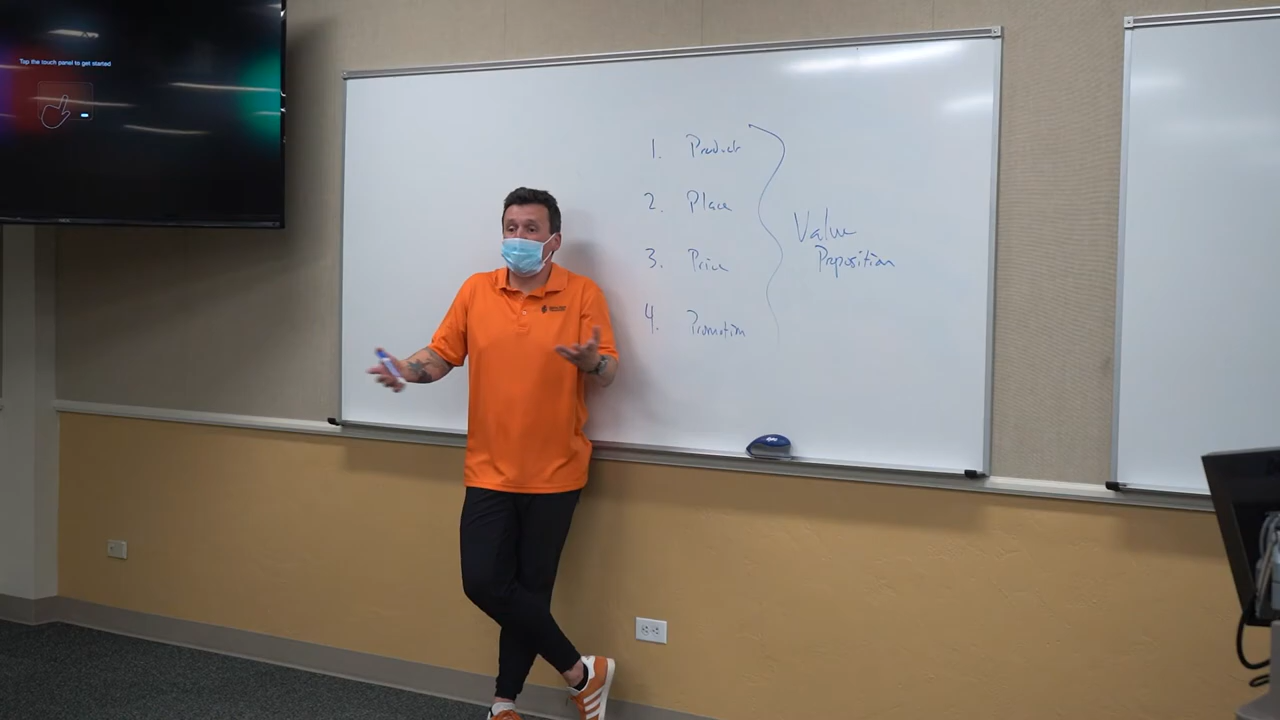 Tap the touch panel to get started
1. Product
2. Place
3. Price
4. Promotion
Value
Proposition